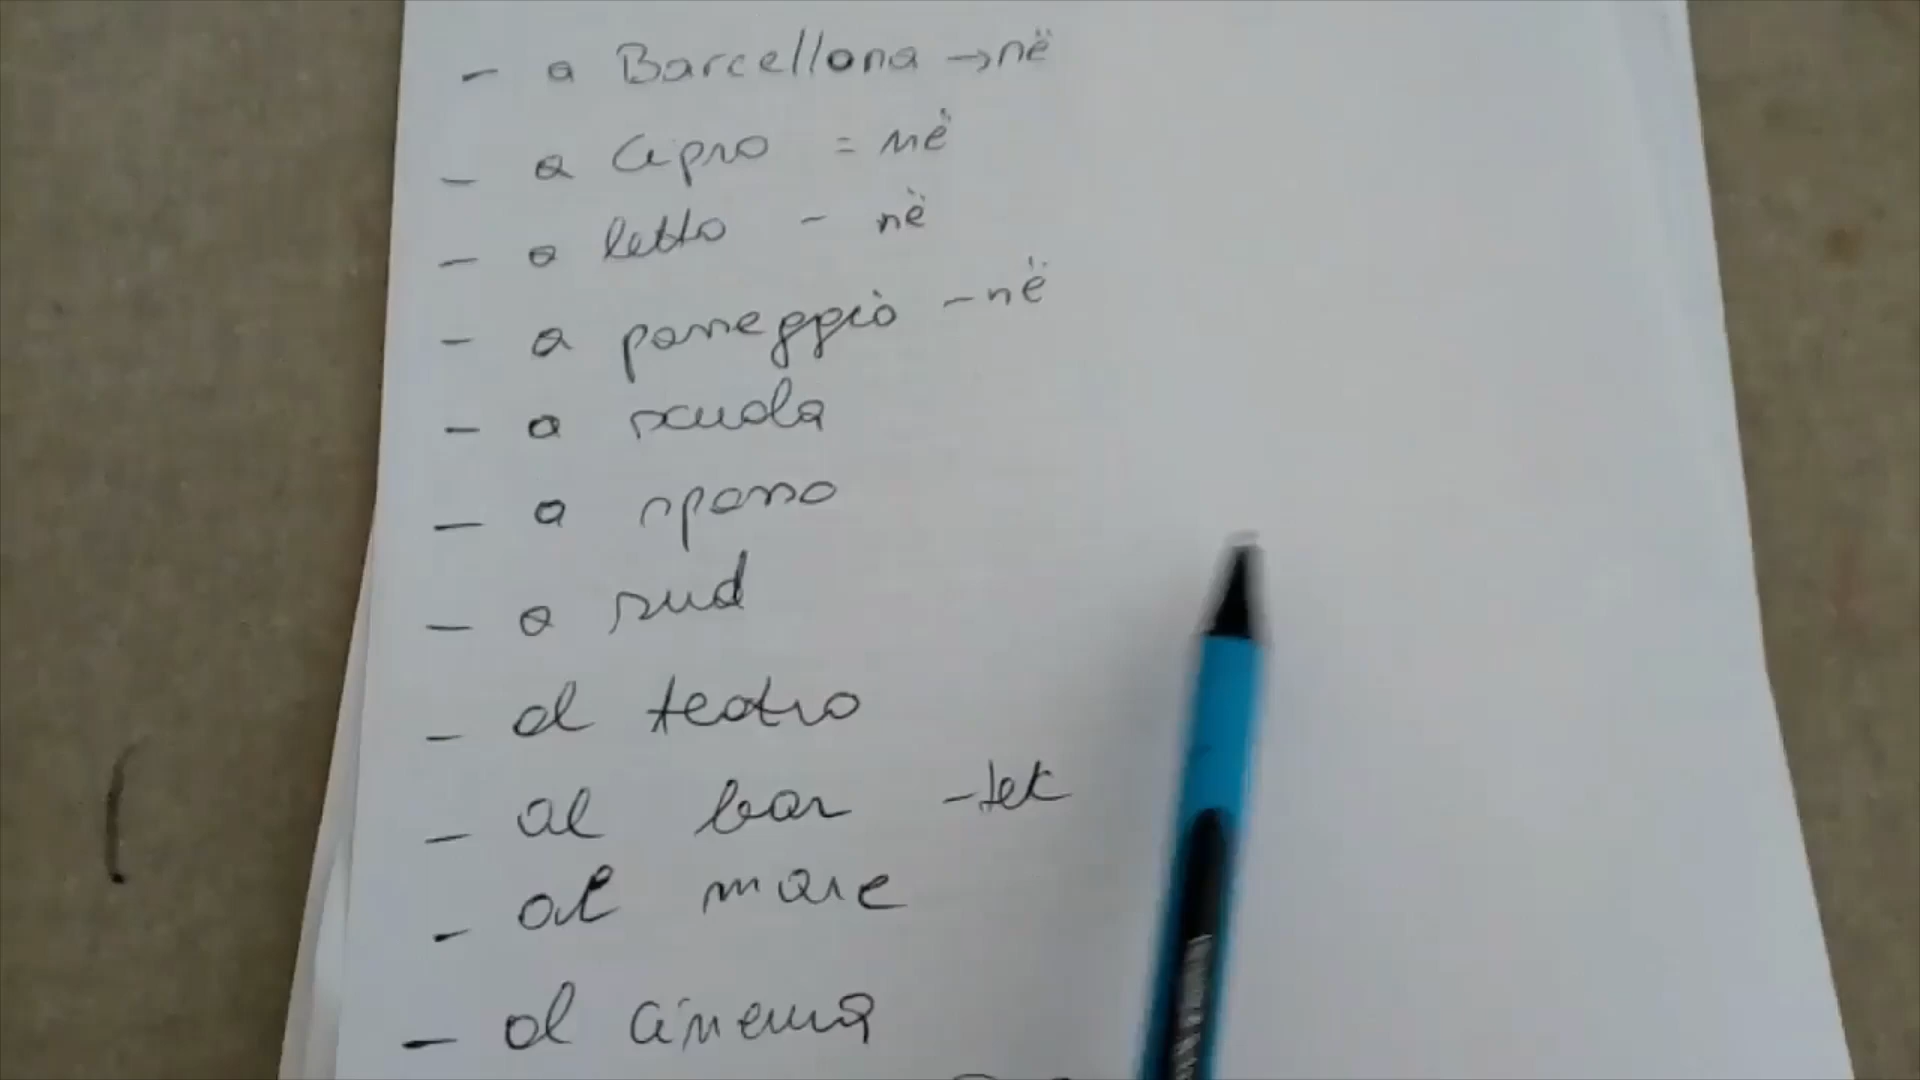 - a Barcellona → në
- a Cipro = në
- a letto - në
- a passeggio - në
- a scuola
- a spasso
- a sud
- al teatro
- al bar - tek
- al mare
- al cinema